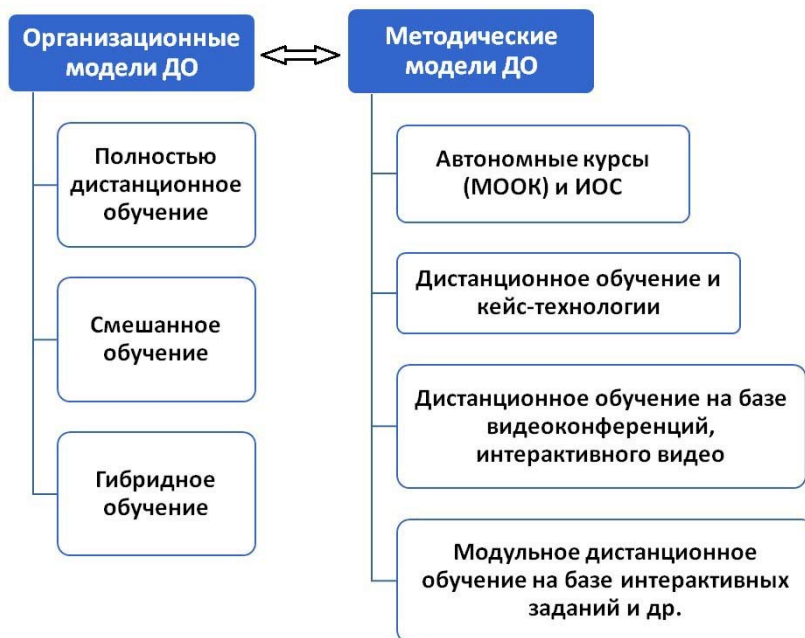 Организационные
модели ДО
Методические
модели ДО
Полностью
дистанционное
обучение
Смешанное
обучение
Гибридное
обучение
Автономные курсы
(МООК) и ИОС
Дистанционное обучение и
кейс-технологии
Дистанционное обучение на базе
видеоконференций,
интерактивного видео
Модульное дистанционное
обучение на базе интерактивных
заданий и др.